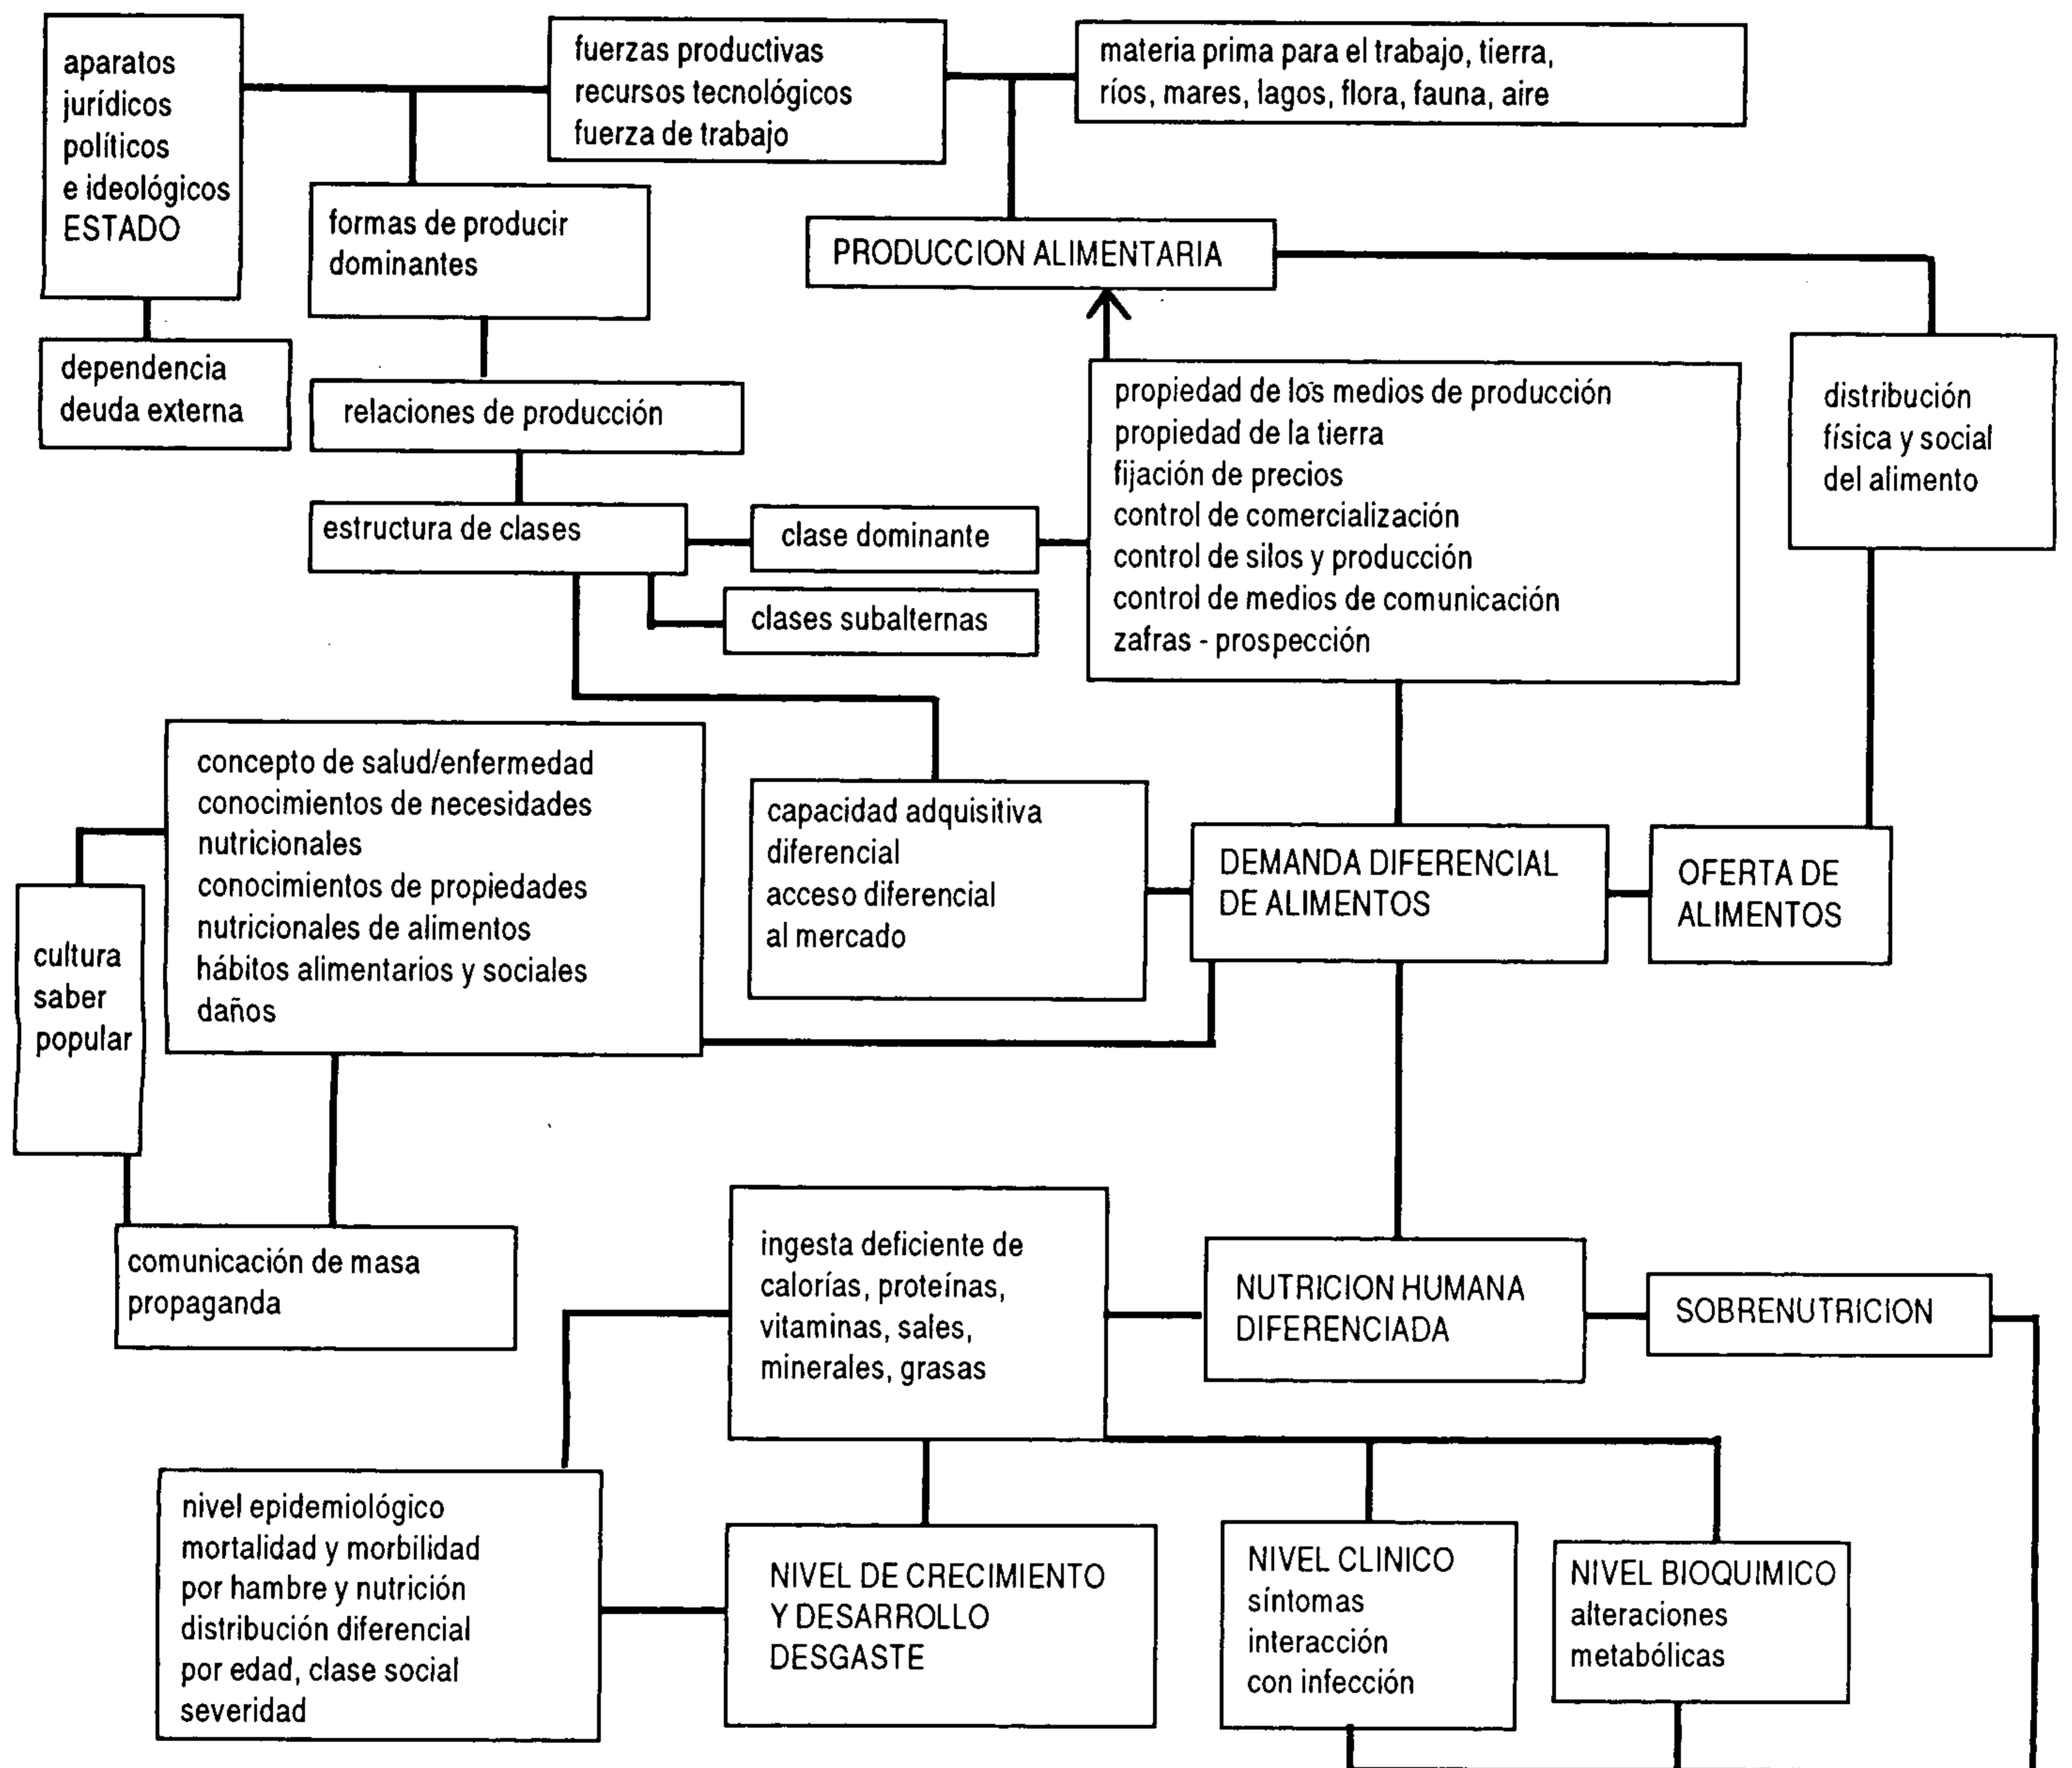 aparatos
jurídicos
políticos
e ideológicos
ESTADO
fuerzas productivas
recursos tecnológicos
fuerza de trabajo
materia prima para el trabajo, tierra,
ríos, mares, lagos, flora, fauna, aire
formas de producir
dominantes
PRODUCCION ALIMENTARIA
dependencia
deuda externa
relaciones de producción
propiedad de los medios de producción
propiedad de la tierra
fijación de precios
control de comercialización
control de silos y producción
control de medios de comunicación
zafras - prospección
distribución
física y social
del alimento
estructura de clases
clase dominante
clases subalternas
concepto de salud/enfermedad
conocimientos de necesidades
nutricionales
conocimientos de propiedades
nutricionales de alimentos
hábitos alimentarios y sociales
daños
capacidad adquisitiva
diferencial
acceso diferencial
al mercado
DEMANDA DIFERENCIAL
DE ALIMENTOS
OFERTA DE
ALIMENTOS
cultura
saber
popular
comunicación de masa
propaganda
ingesta deficiente de
calorías, proteínas,
vitaminas, sales,
minerales, grasas
NUTRICION HUMANA
DIFERENCIADA
SOBRENUTRICION
nivel epidemiológico
mortalidad y morbilidad
por hambre y nutrición
distribución diferencial
por edad, clase social
severidad
NIVEL DE CRECIMIENTO
Y DESARROLLO
DESGASTE
NIVEL CLINICO
síntomas
interacción
con infección
NIVEL BIOQUIMICO
alteraciones
metabólicas